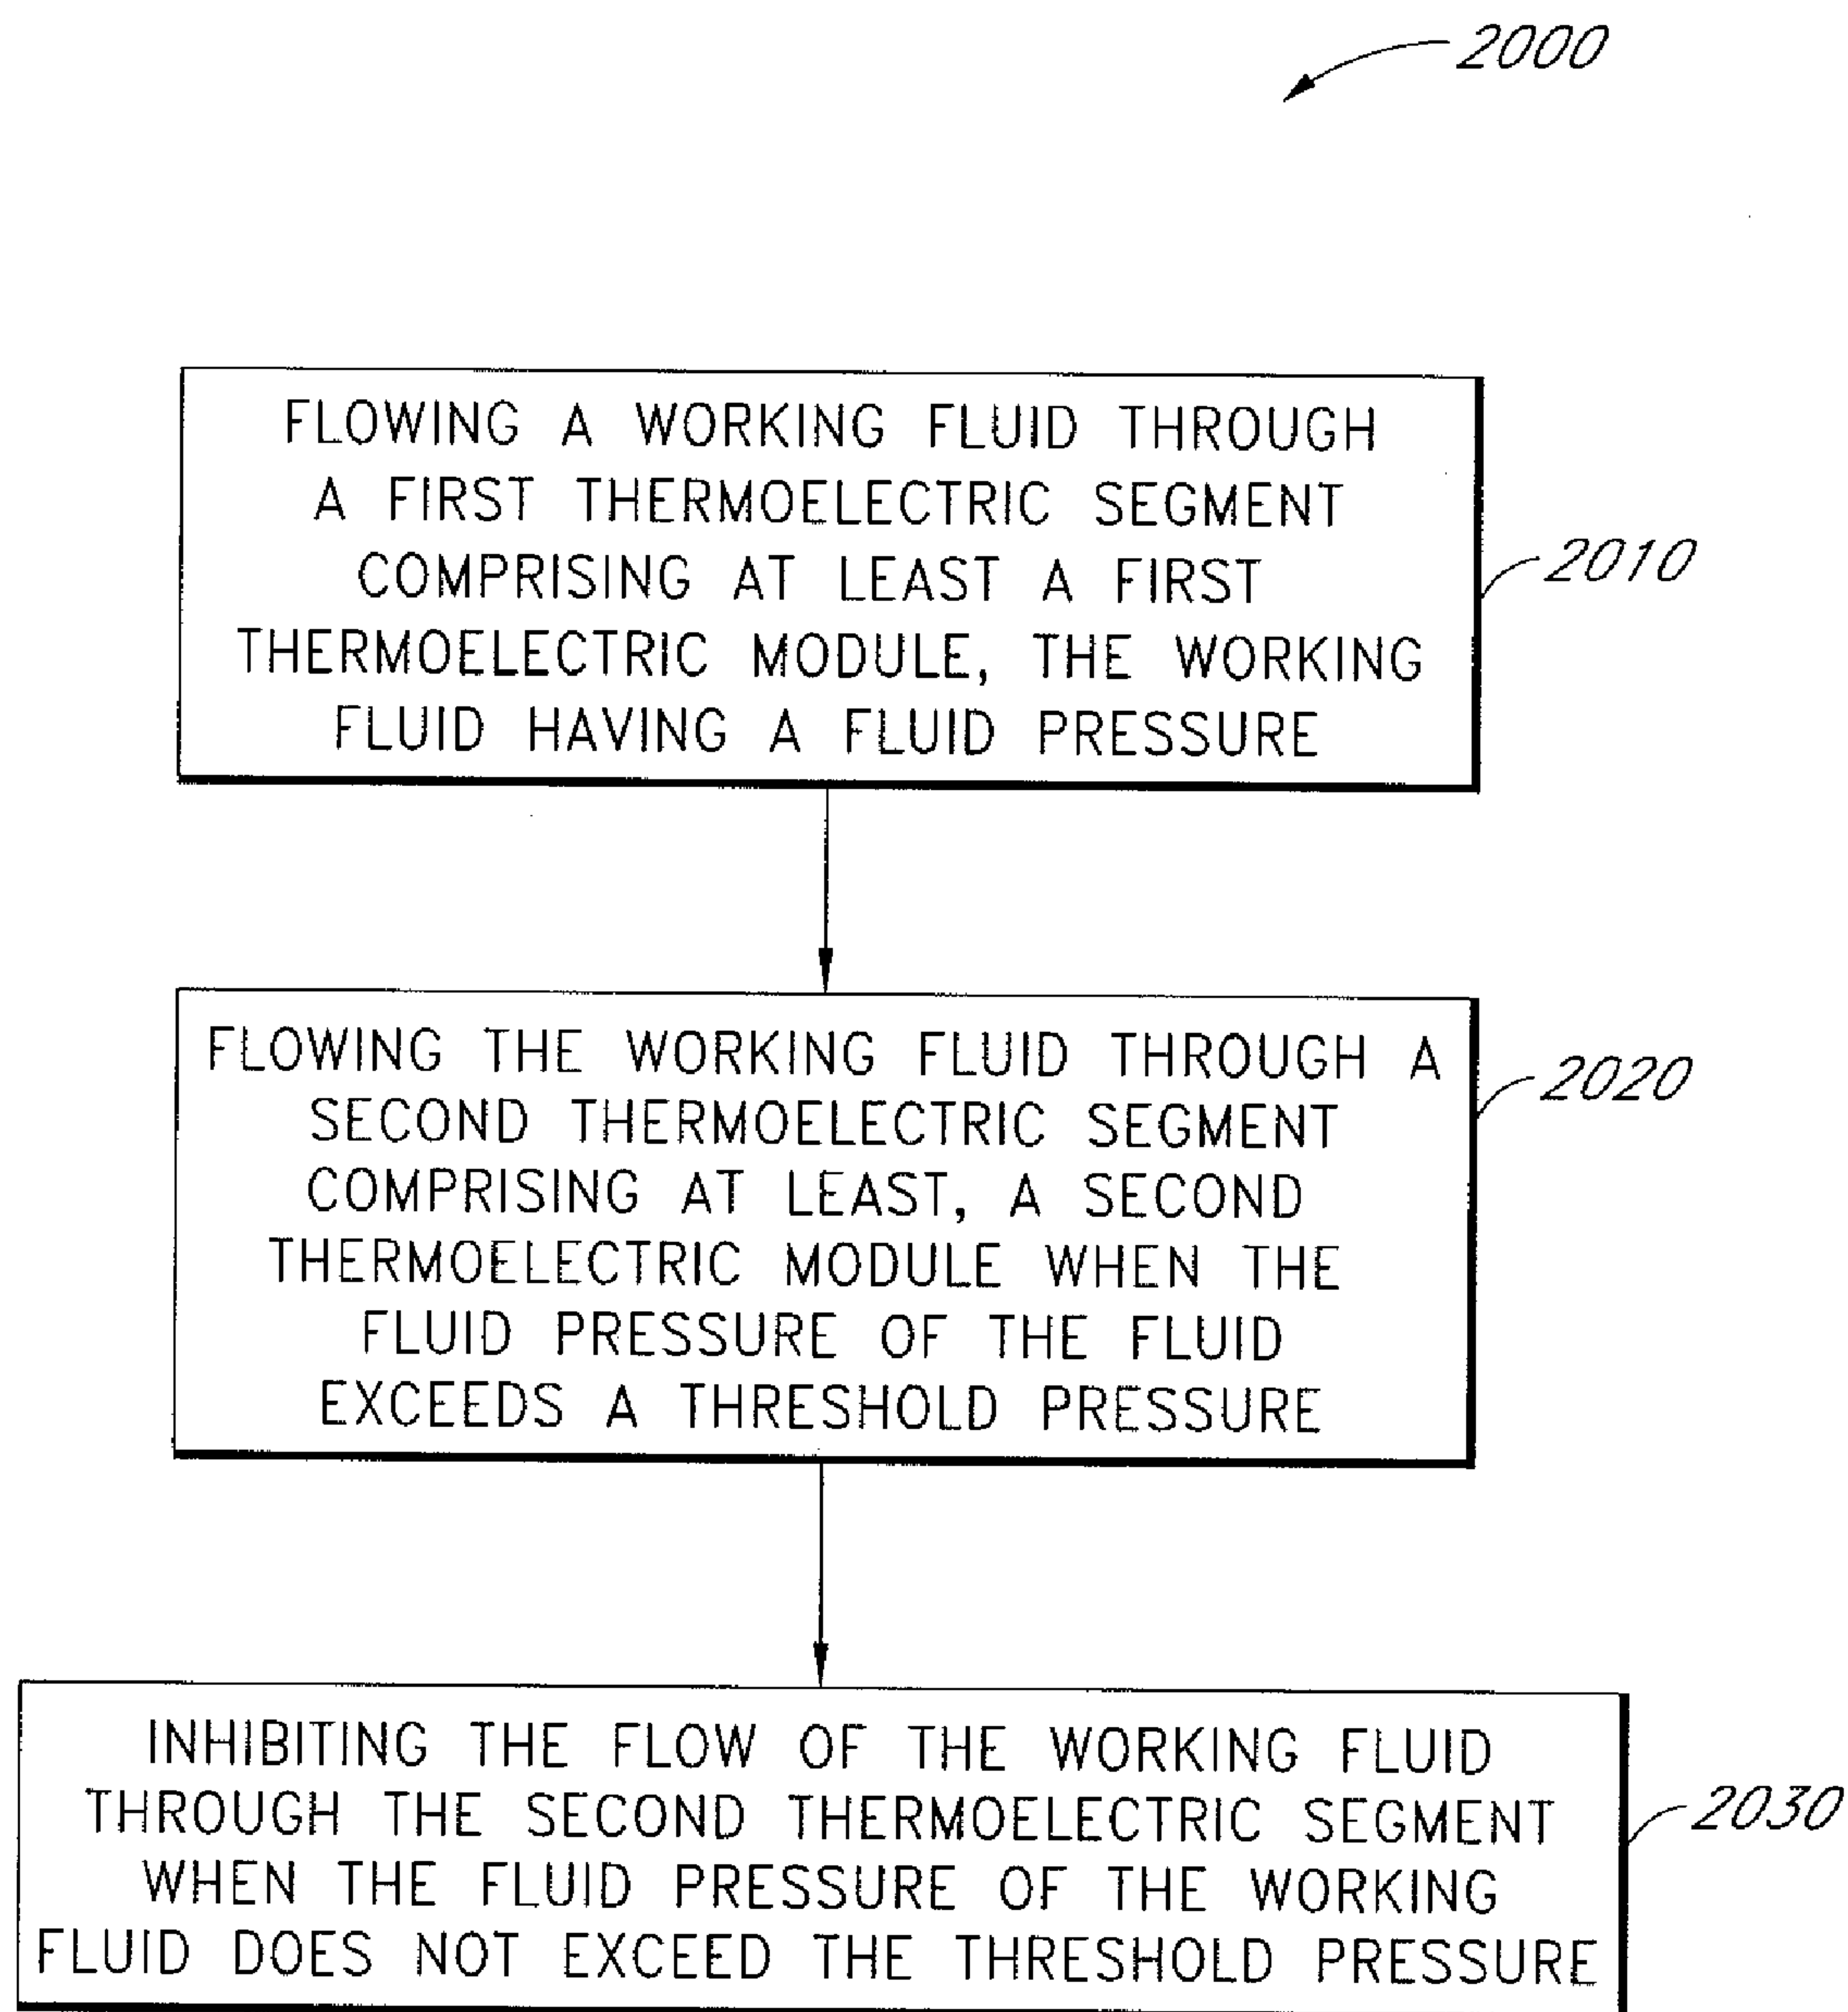 2000
FLOWING A WORKING FLUID THROUGH
A FIRST THERMOELECTRIC SEGMENT
COMPRISING AT LEAST A FIRST
THERMOELECTRIC MODULE, THE WORKING
FLUID HAVING A FLUID PRESSURE
2010
FLOWING THE WORKING FLUID THROUGH A
SECOND THERMOELECTRIC SEGMENT
COMPRISING AT LEAST, A SECOND
THERMOELECTRIC MODULE WHEN THE
FLUID PRESSURE OF THE FLUID
EXCEEDS A THRESHOLD PRESSURE
2020
INHIBITING THE FLOW OF THE WORKING FLUID
THROUGH THE SECOND THERMOELECTRIC SEGMENT
WHEN THE FLUID PRESSURE OF THE WORKING
FLUID DOES NOT EXCEED THE THRESHOLD PRESSURE
2030